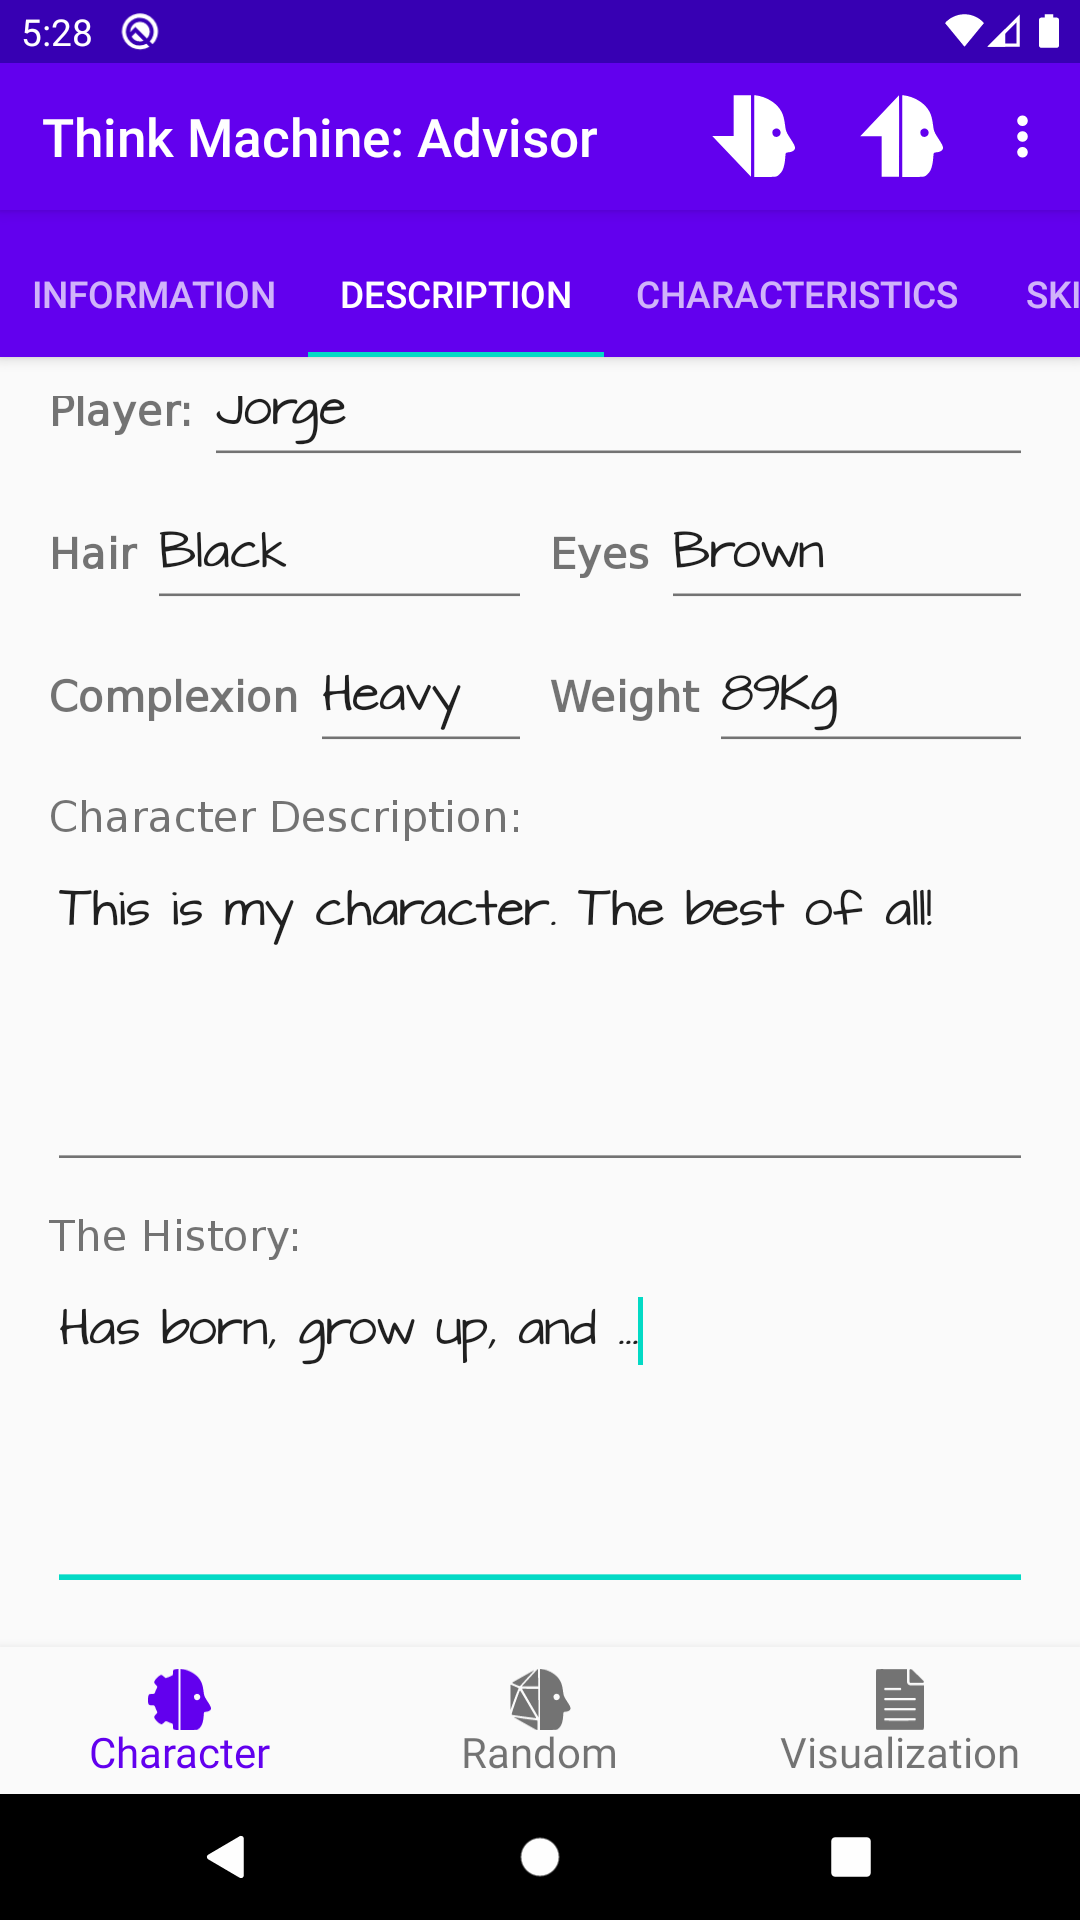 5:28
Think Machine: Advisor
INFORMATION DESCRIPTION CHARACTERISTICS SKI
Player: Jorge
Hair Black Eyes Brown
Complexion Heavy Weight 89Kg
Character Description:
This is my character. The best of all!
The History:
Has born, grow up, and ...
Character Random Visualization